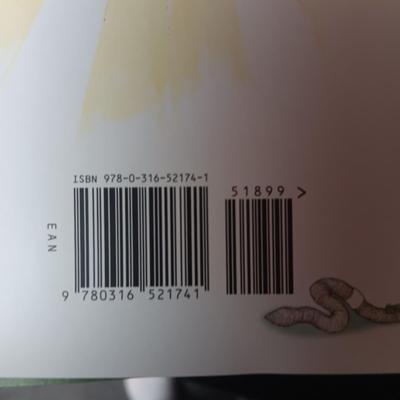 ISBN 978-0-316-52174-1
51899 >
EAN
9 780316 521741